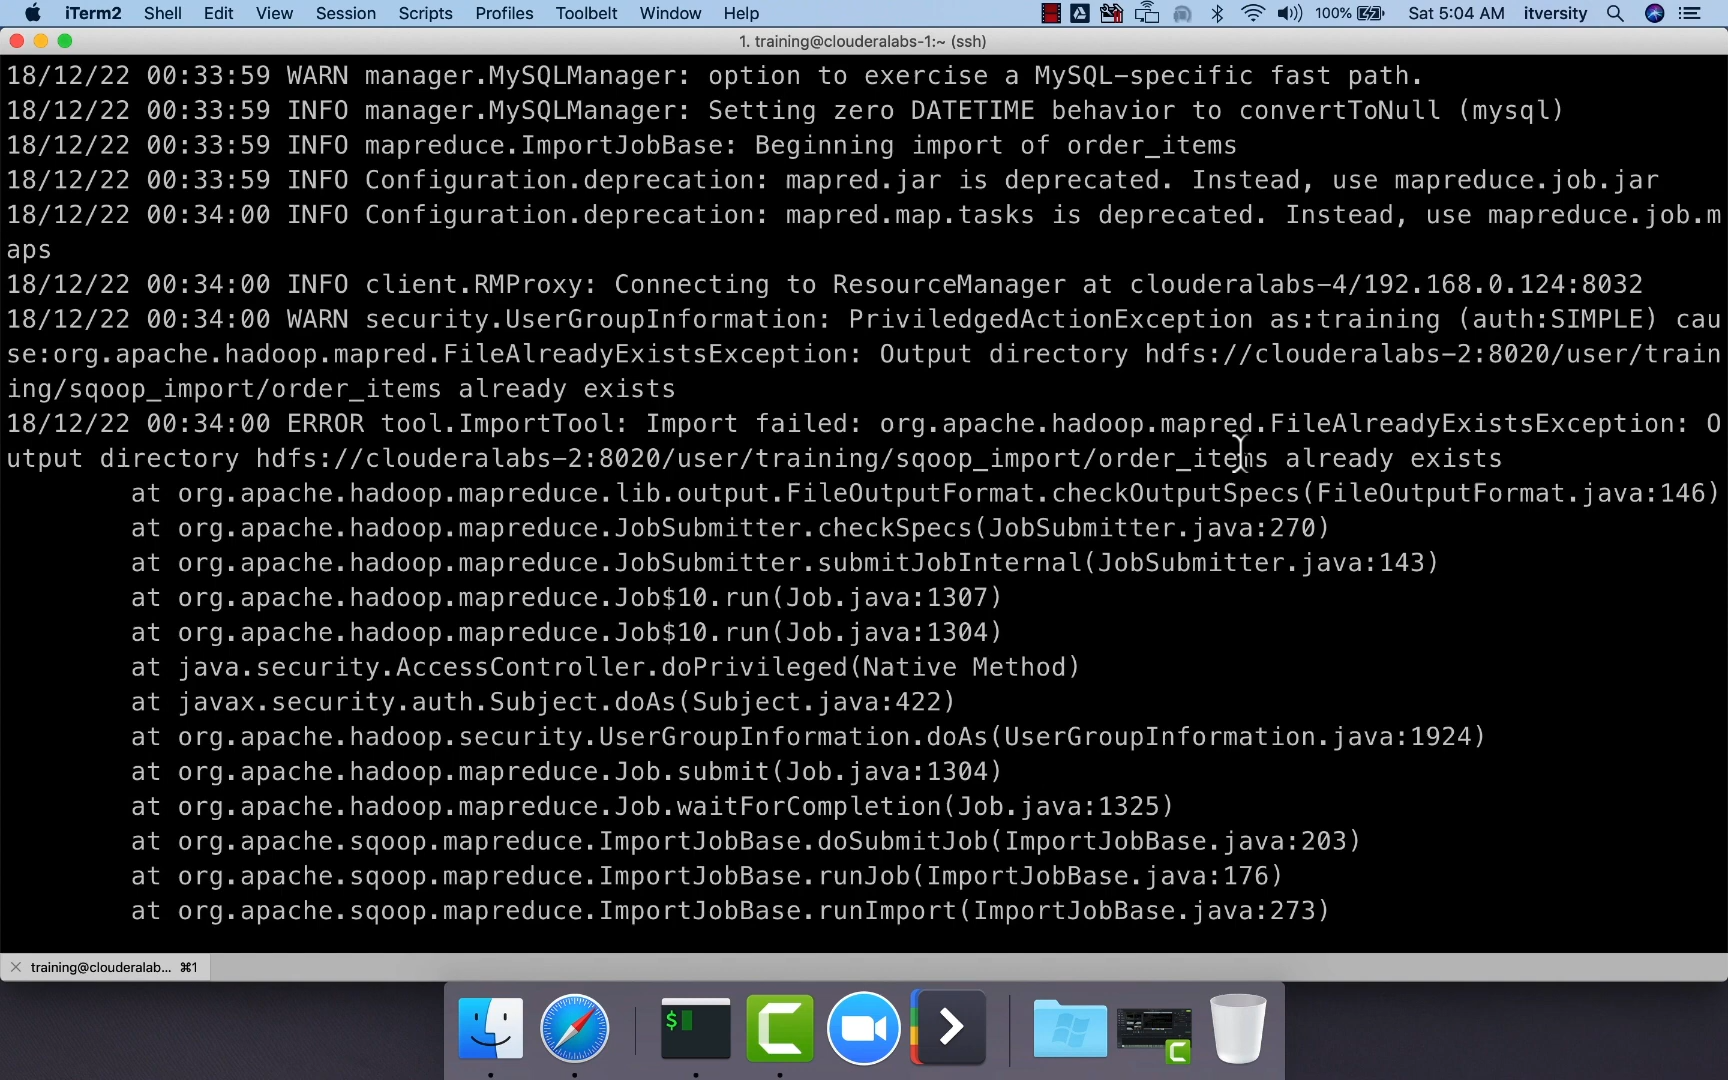 iTerm2 Shell Edit View Session Scripts Profiles Toolbelt Window Help 100% Sat 5:04 AM itversity
1. training@clouderalabs-1:~ (ssh)
18/12/22 00:33:59 WARN manager.MySQLManager: option to exercise a MySQL-specific fast path.
18/12/22 00:33:59 INFO manager.MySQLManager: Setting zero DATETIME behavior to convertToNull (mysql)
18/12/22 00:33:59 INFO mapreduce.ImportJobBase: Beginning import of order_items
18/12/22 00:33:59 INFO Configuration.deprecation: mapred.jar is deprecated. Instead, use mapreduce.job.jar
18/12/22 00:34:00 INFO Configuration.deprecation: mapred.map.tasks is deprecated. Instead, use mapreduce.job.m
aps
18/12/22 00:34:00 INFO client.RMProxy: Connecting to ResourceManager at clouderalabs-4/192.168.0.124:8032
18/12/22 00:34:00 WARN security.UserGroupInformation: PriviledgedActionException as:training (auth:SIMPLE) cau
se:org.apache.hadoop.mapred.FileAlreadyExistsException: Output directory hdfs://clouderalabs-2:8020/user/train
ing/sqoop_import/order_items already exists
18/12/22 00:34:00 ERROR tool.ImportTool: Import failed: org.apache.hadoop.mapred.FileAlreadyExistsException: O
utput directory hdfs://clouderalabs-2:8020/user/training/sqoop_import/order_items already exists
at org.apache.hadoop.mapreduce.lib.output.FileOutputFormat.checkOutputSpecs(FileOutputFormat.java:146)
at org.apache.hadoop.mapreduce.JobSubmitter.checkSpecs(JobSubmitter.java:270)
at org.apache.hadoop.mapreduce.JobSubmitter.submitJobInternal(JobSubmitter.java:143)
at org.apache.hadoop.mapreduce.Job$10.run(Job.java:1307)
at org.apache.hadoop.mapreduce.Job$10.run(Job.java:1304)
at java.security.AccessController.doPrivileged(Native Method)
at javax.security.auth.Subject.doAs(Subject.java:422)
at org.apache.hadoop.security.UserGroupInformation.doAs(UserGroupInformation.java:1924)
at org.apache.hadoop.mapreduce.Job.submit(Job.java:1304)
at org.apache.hadoop.mapreduce.Job.waitForCompletion(Job.java:1325)
at org.apache.sqoop.mapreduce.ImportJobBase.doSubmitJob(ImportJobBase.java:203)
at org.apache.sqoop.mapreduce.ImportJobBase.runJob(ImportJobBase.java:176)
at org.apache.sqoop.mapreduce.ImportJobBase.runImport(ImportJobBase.java:273)
training@clouderalab... ⌘1